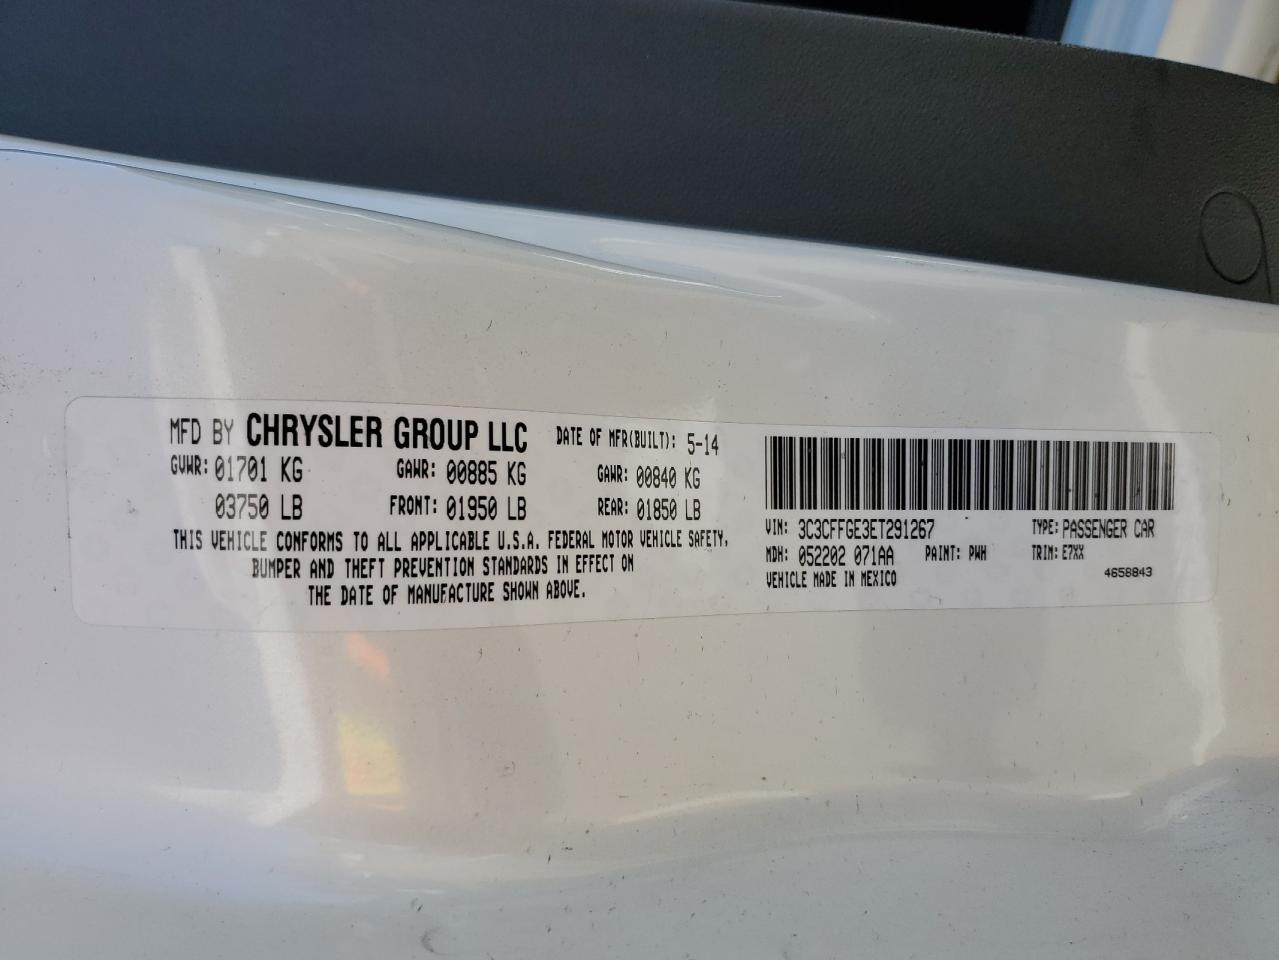 MFD BY CHRYSLER GROUP LLC DATE OF MFR(BUILT): 5-14
GVWR: 01701 KG GAWR: 00885 KG GAWR: 00840 KG
03750 LB FRONT: 01950 LB REAR: 01850 LB
THIS VEHICLE CONFORMS TO ALL APPLICABLE U.S.A. FEDERAL MOTOR VEHICLE SAFETY,
BUMPER AND THEFT PREVENTION STANDARDS IN EFFECT ON
THE DATE OF MANUFACTURE SHOWN ABOVE.
VIN: 3C3CFFGE3ET291267 TYPE: PASSENGER CAR
MDH: 052202 071AA PAINT: PWH TRIM: E7XX
VEHICLE MADE IN MEXICO 4658843